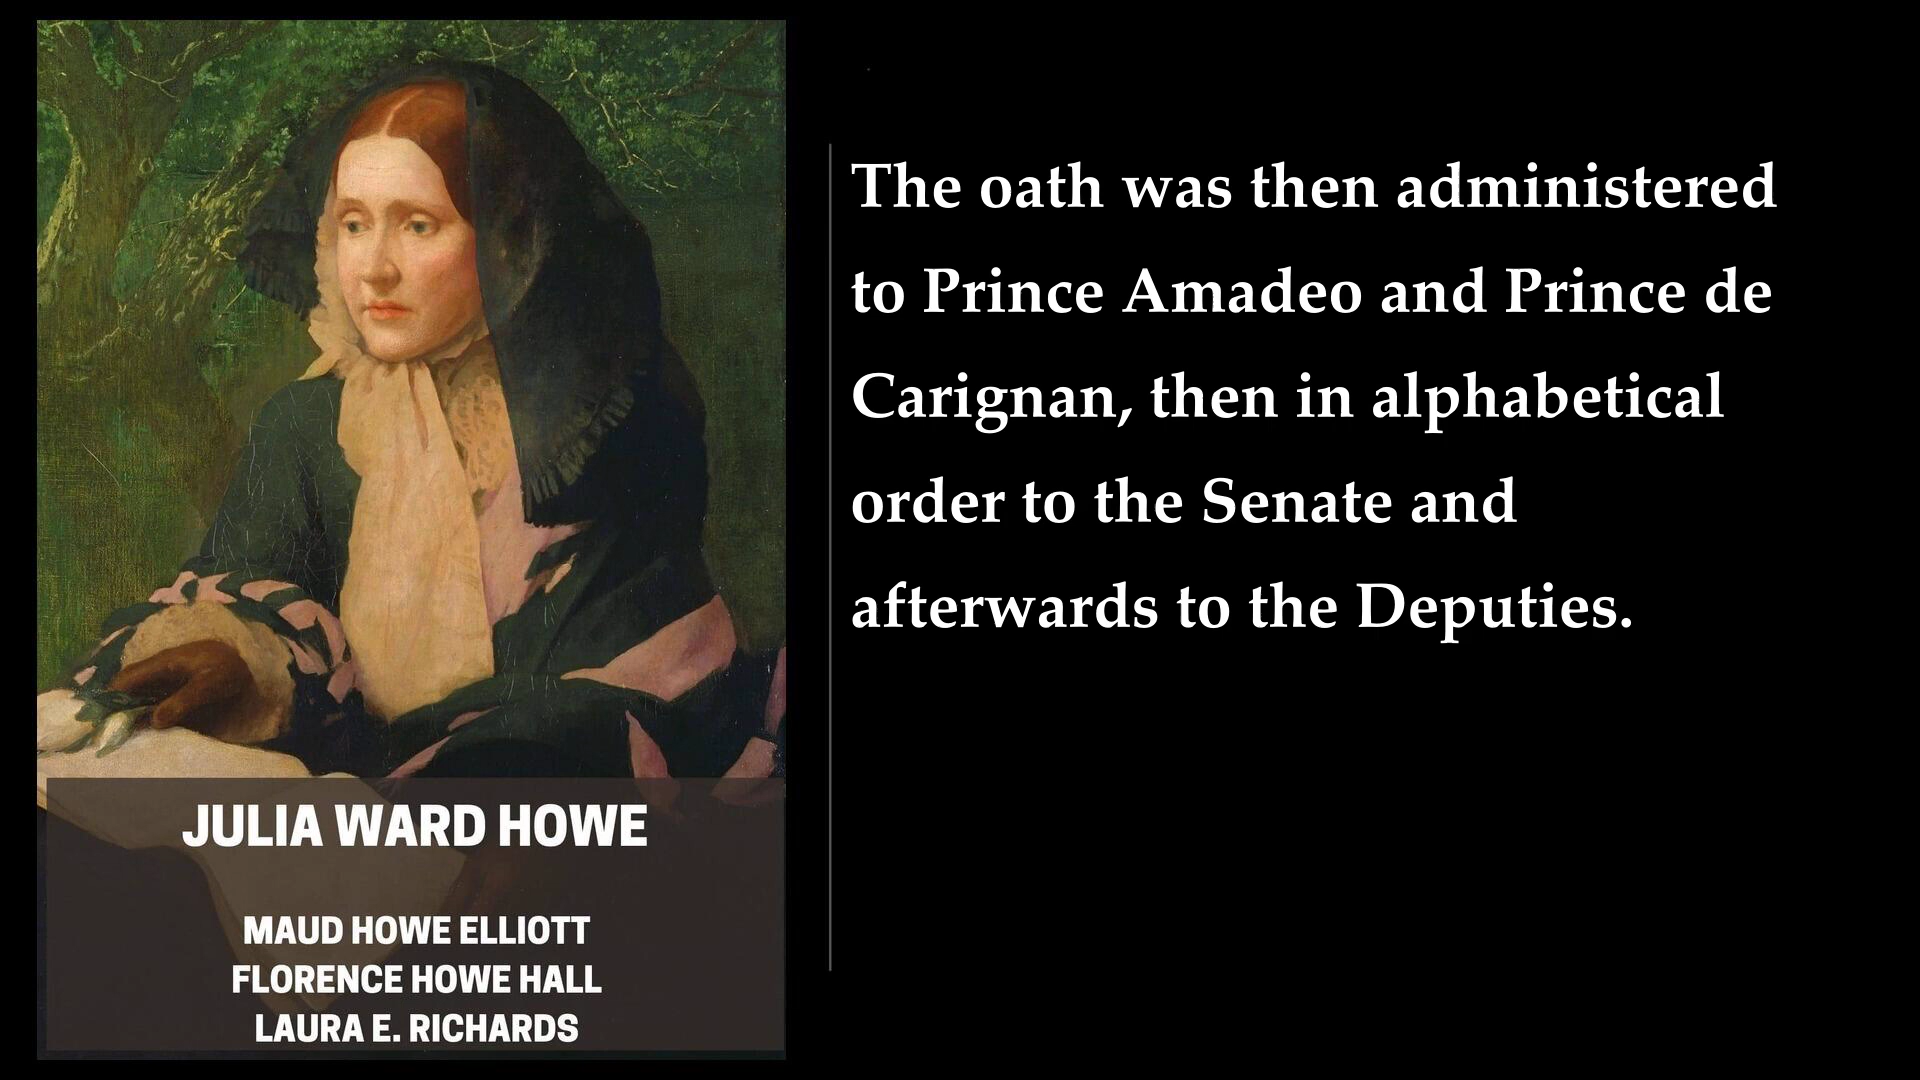 JULIA WARD HOWE
MAUD HOWE ELLIOTT
FLORENCE HOWE HALL
LAURA E. RICHARDS
The oath was then administered
to Prince Amadeo and Prince de
Carignan, then in alphabetical
order to the Senate and
afterwards to the Deputies.